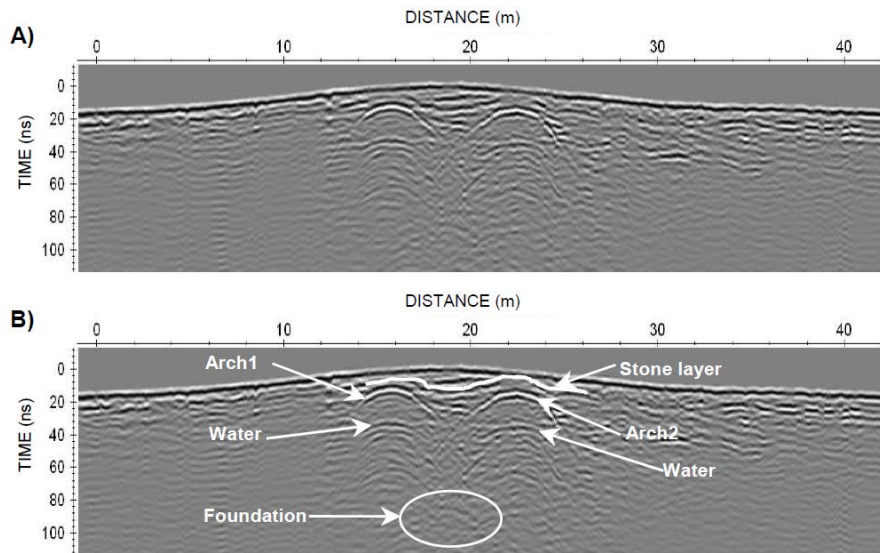 DISTANCE (m)
A)
0 10 20 30 40
0
20
40
60
80
100
TIME (ns)
DISTANCE (m)
B)
0 10 20 30 40
0
20
40
60
80
100
TIME (ns)
Arch1
Stone layer
Water
Arch2
Water
Foundation